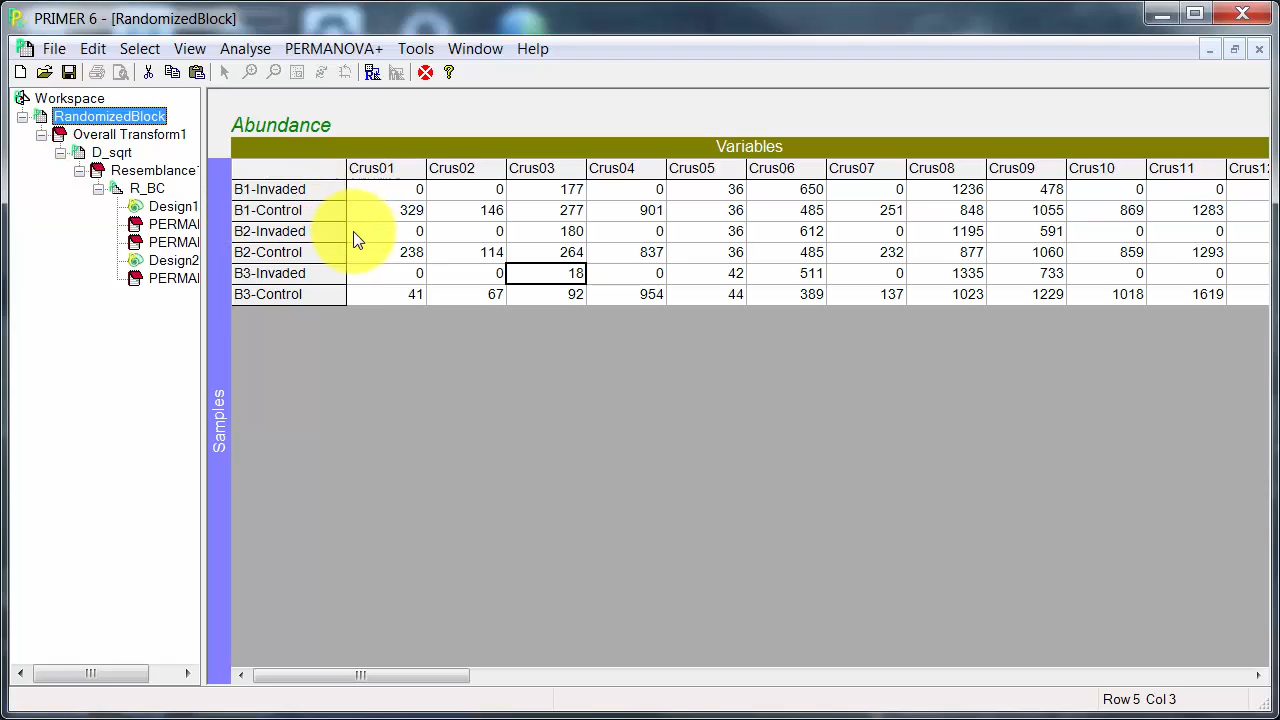 PRIMER 6 - [RandomizedBlock]
File Edit Select View Analyse PERMANOVA+ Tools Window Help
Workspace
RandomizedBlock
Overall Transform1
D_sqrt
Resemblance1
R_BC
Design1
PERMA
PERMA
Design2
PERMA
Abundance
Variables
Crus01 Crus02 Crus03 Crus04 Crus05 Crus06 Crus07 Crus08 Crus09 Crus10 Crus11 Crus12
B1-Invaded 0 0 177 0 36 650 0 1236 478 0 0
B1-Control 329 146 277 901 36 485 251 848 1055 869 1283
B2-Invaded 0 0 180 0 36 612 0 1195 591 0 0
B2-Control 238 114 264 837 36 485 232 877 1060 859 1293
B3-Invaded 0 0 18 0 42 511 0 1335 733 0 0
B3-Control 41 67 92 954 44 389 137 1023 1229 1018 1619
Samples
Row 5 Col 3